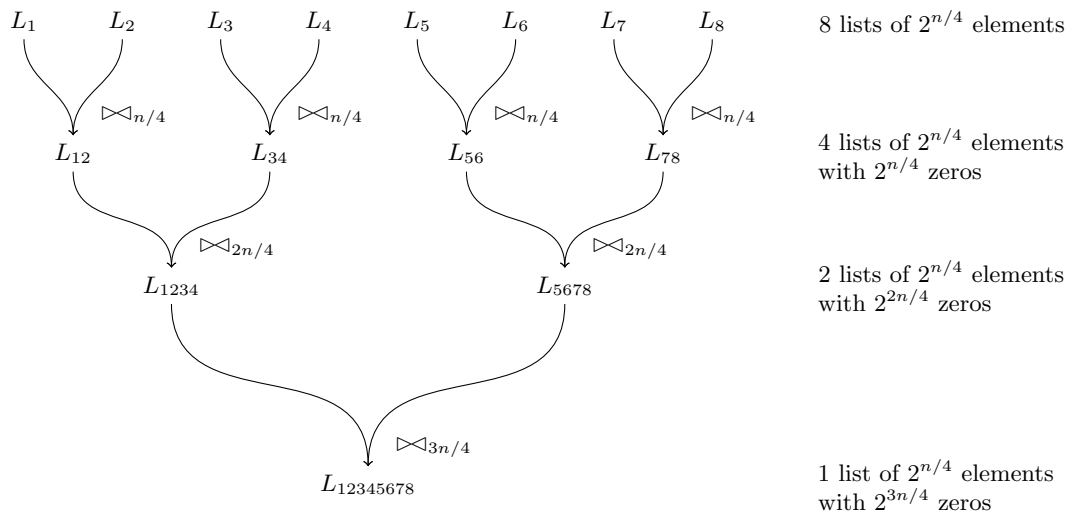 L₁ L₂ L₃ L₄ L₅ L₆ L₇ L₈ 8 lists of 2^{n/4} elements
⋈_{n/4} ⋈_{n/4} ⋈_{n/4} ⋈_{n/4}
L₁₂ L₃₄ L₅₆ L₇₈ 4 lists of 2^{n/4} elements
with 2^{n/4} zeros
⋈_{2n/4} ⋈_{2n/4}
L₁₂₃₄ L₅₆₇₈ 2 lists of 2^{n/4} elements
with 2^{2n/4} zeros
⋈_{3n/4}
L₁₂₃₄₅₆₇₈ 1 list of 2^{n/4} elements
with 2^{3n/4} zeros